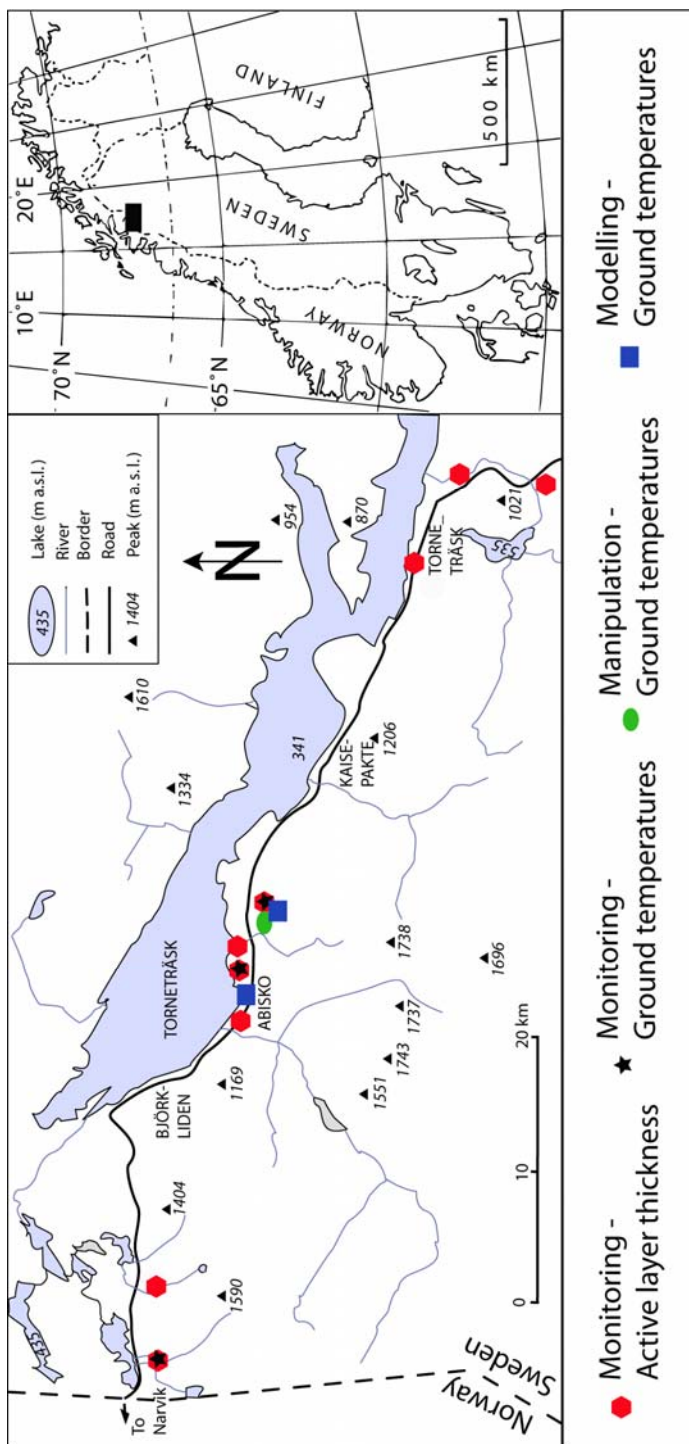 To
Narvik
Norway
Sweden
435
1590
1404
BJÖRK-
LIDEN
1169
TORNETRÄSK
ABISKO
1551
1743
1737
1738
1696
1334
1610
341
KAISE-
PAKTE
1206
TORNE_
TRÄSK
954
870
535
1021
N
0
10
20 km
435
Lake (m a.s.l.)
River
Border
Road
1404
Peak (m a.s.l.)
70°N
65°N
10°E
20°E
NORWAY
SWEDEN
FINLAND
500 km
Monitoring -
Active layer thickness
Monitoring -
Ground temperatures
Manipulation -
Ground temperatures
Modelling -
Ground temperatures